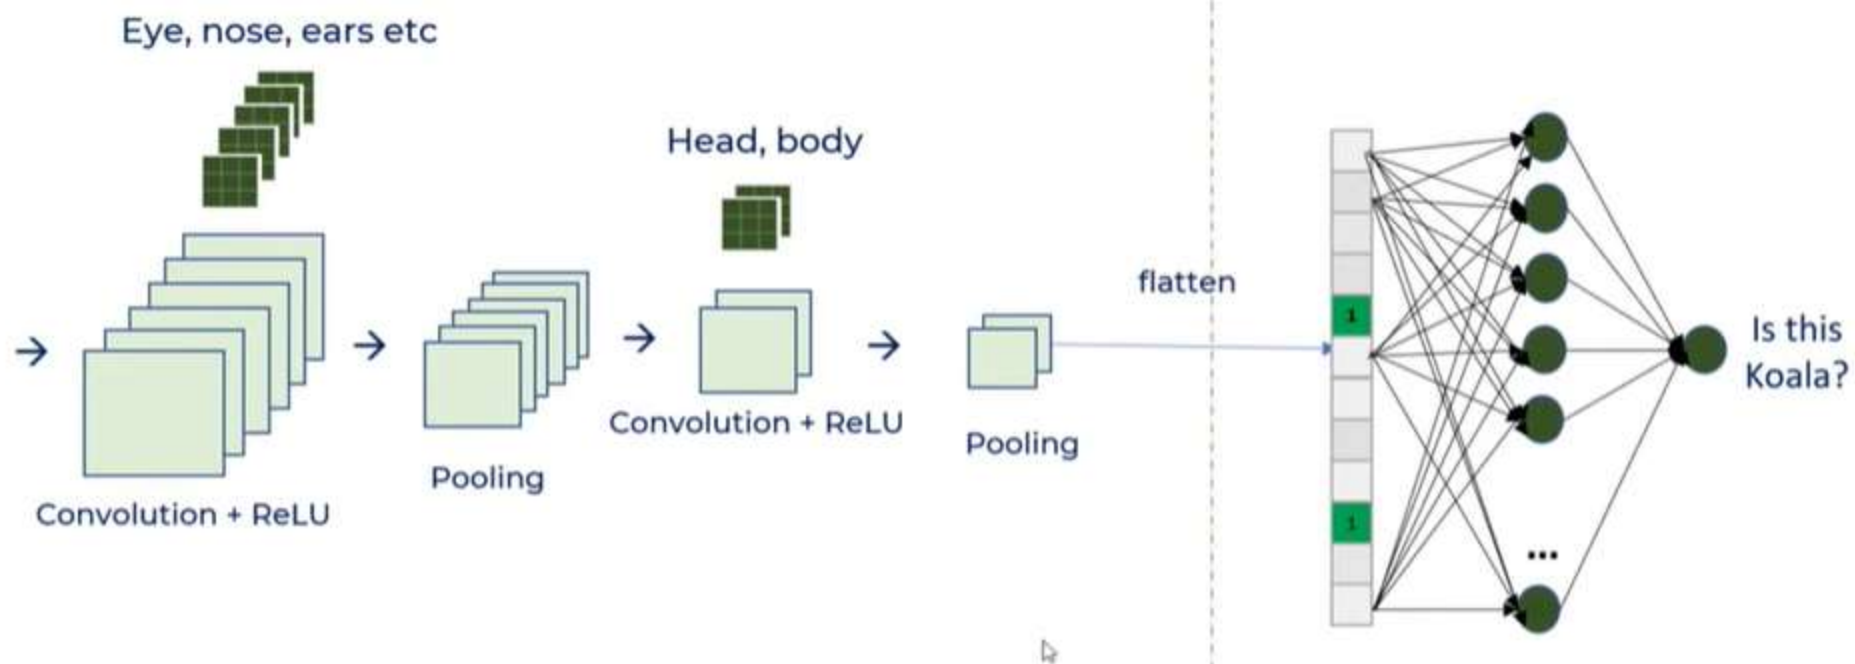 Eye, nose, ears etc
Convolution + ReLU
Pooling
Head, body
Convolution + ReLU
Pooling
flatten
1
1
...
Is this
Koala?